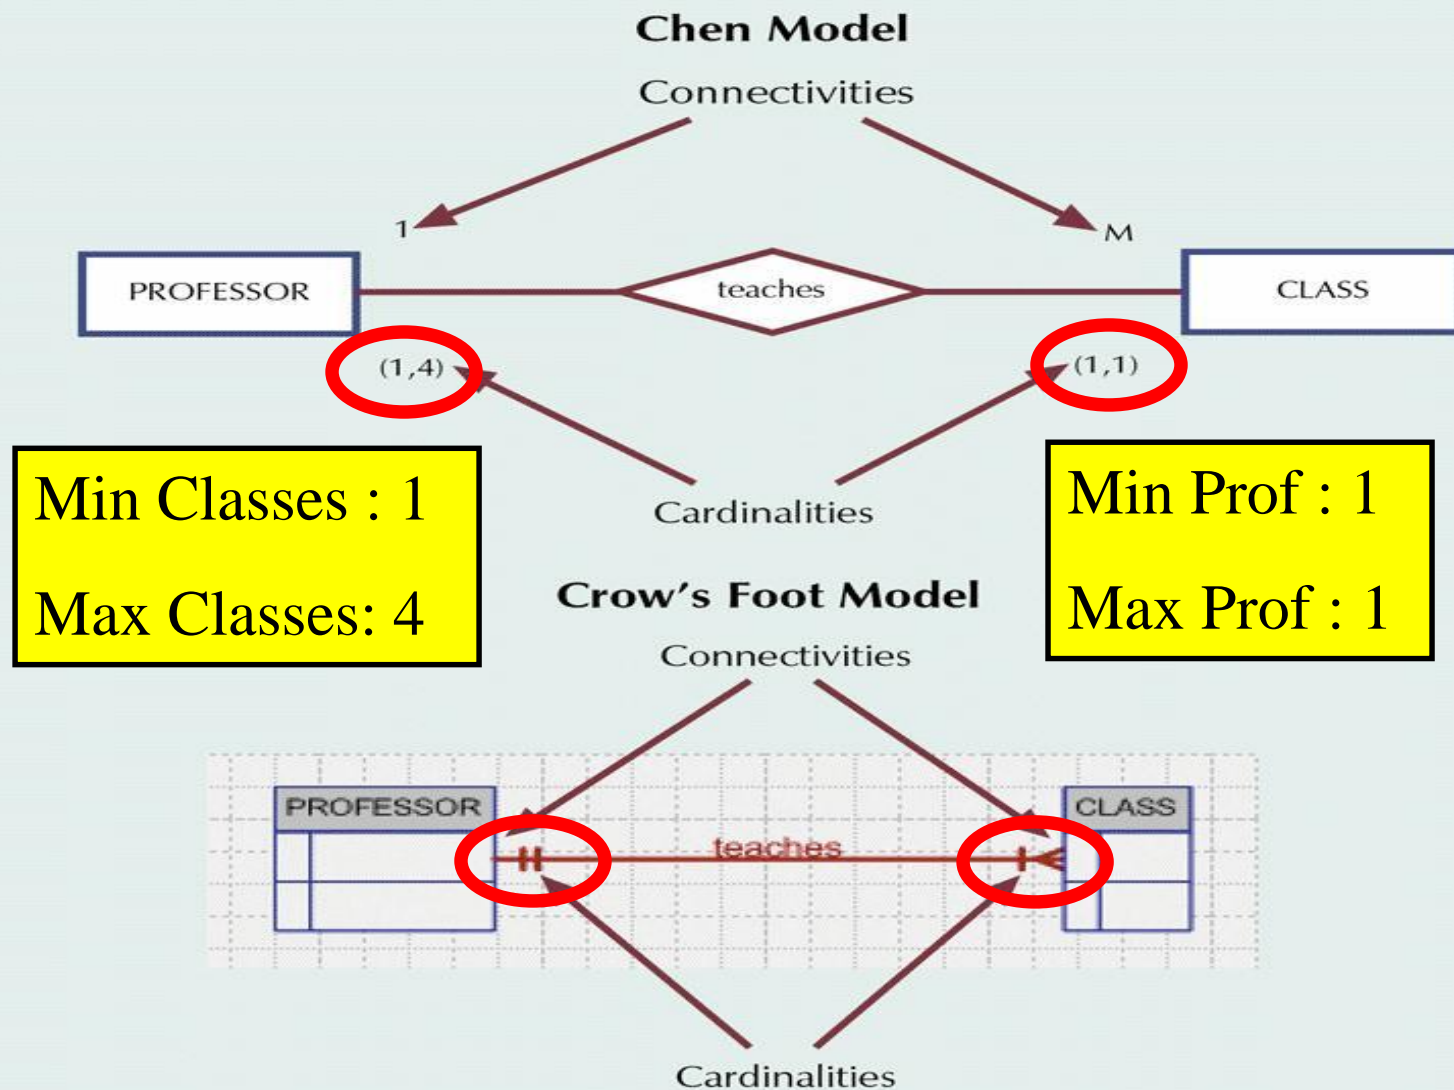 Chen Model
Connectivities
1
M
PROFESSOR
teaches
CLASS
(1,4)
(1,1)
Min Classes : 1
Max Classes: 4
Cardinalities
Min Prof : 1
Max Prof : 1
Crow's Foot Model
Connectivities
PROFESSOR
teaches
CLASS
Cardinalities